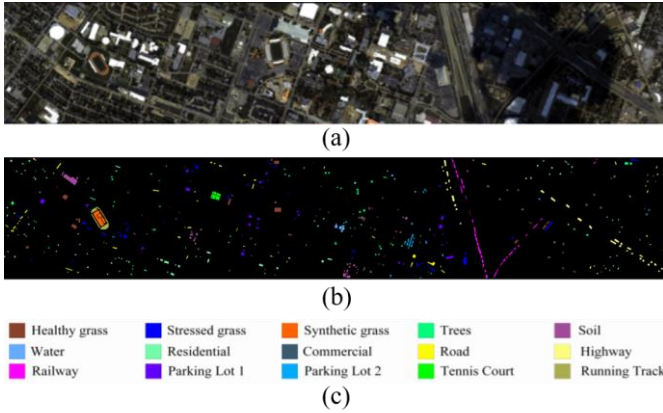 (a)
(b)
Healthy grass Stressed grass Synthetic grass Trees Soil
Water Residential Commercial Road Highway
Railway Parking Lot 1 Parking Lot 2 Tennis Court Running Track
(c)